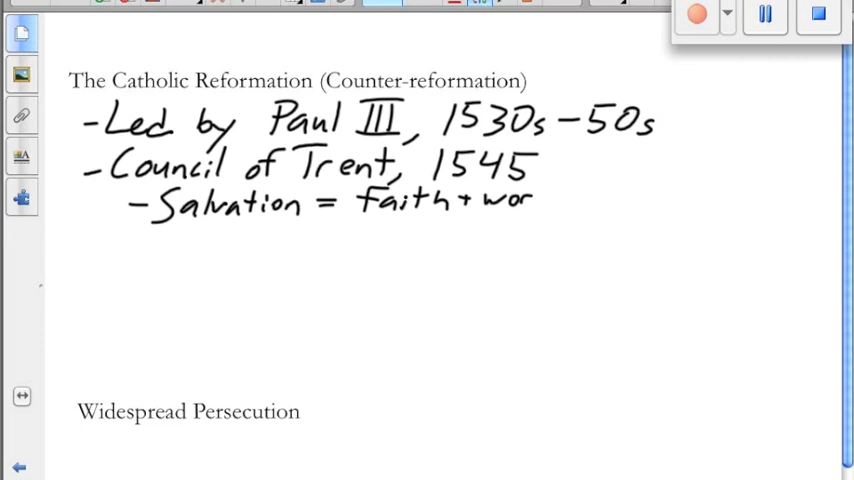 The Catholic Reformation (Counter-reformation)
- Led by Paul III, 1530s - 50s
- Council of Trent, 1545
- Salvation = Faith + wor
Widespread Persecution